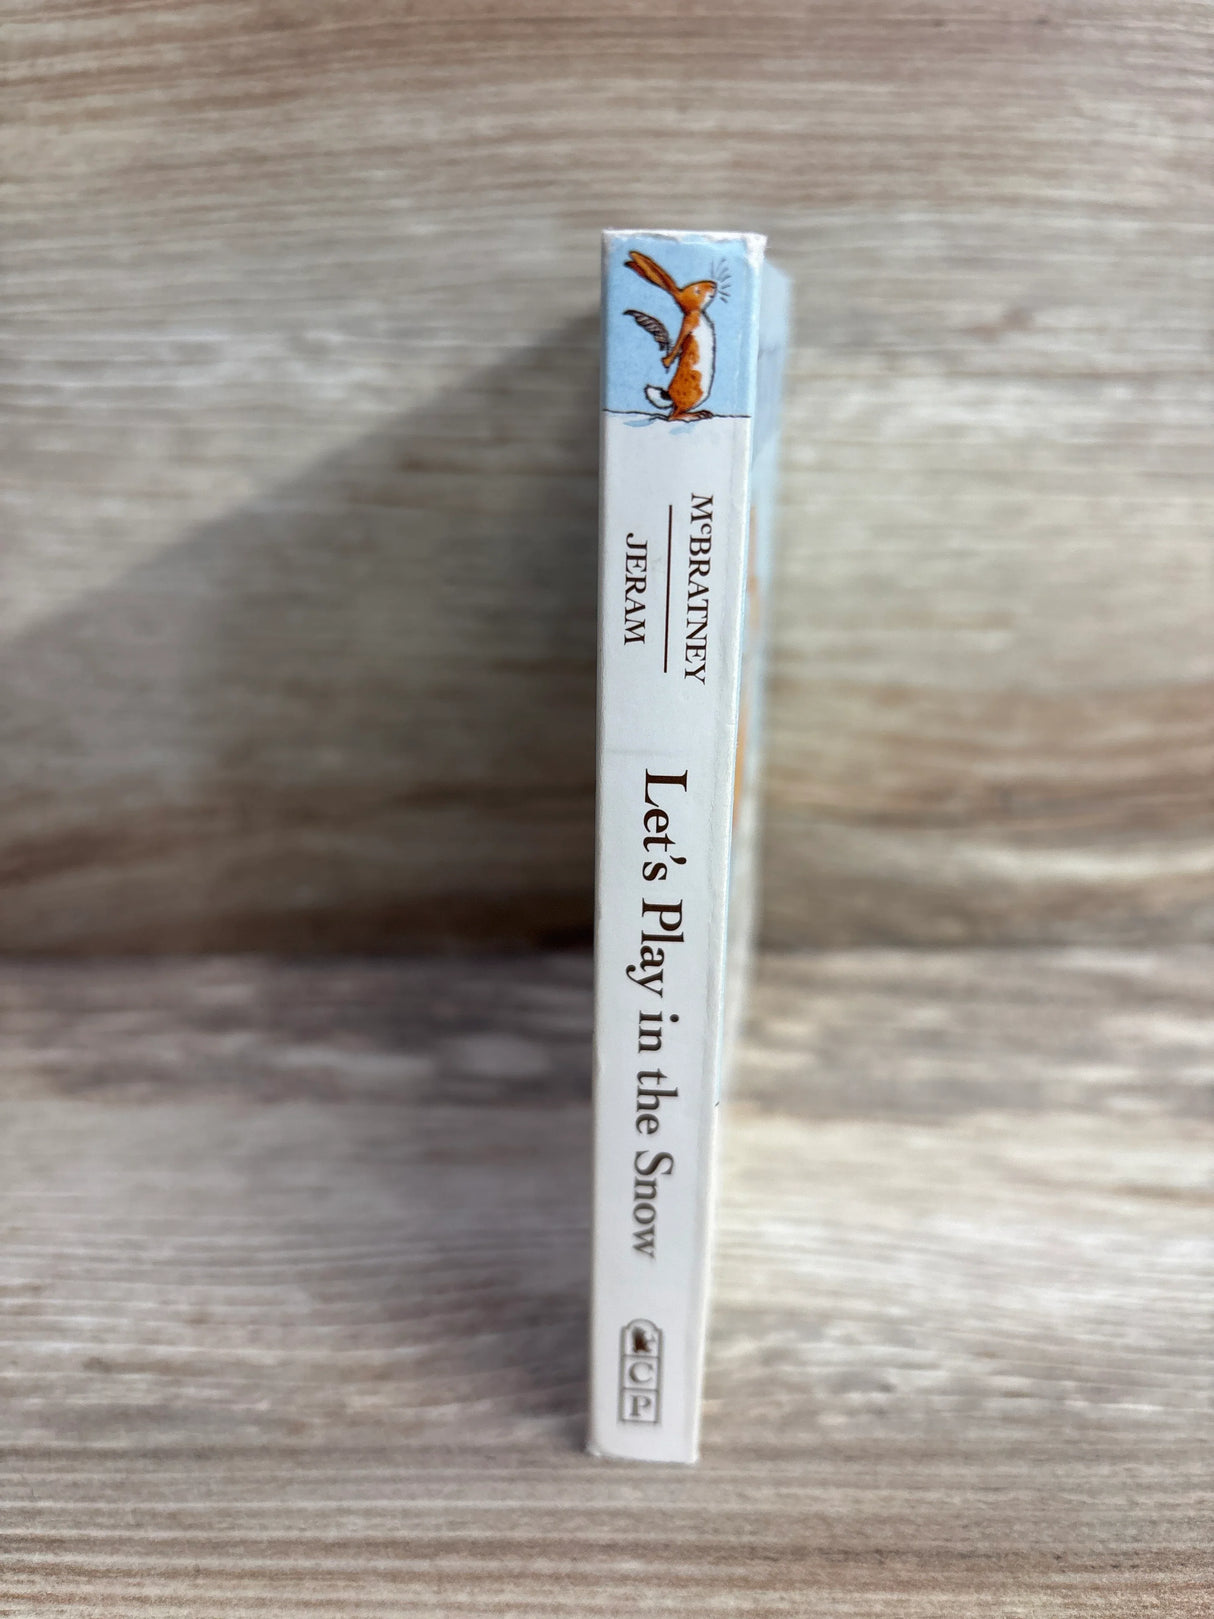 McBRATNEY
JERAM
Let's Play in the Snow
CP